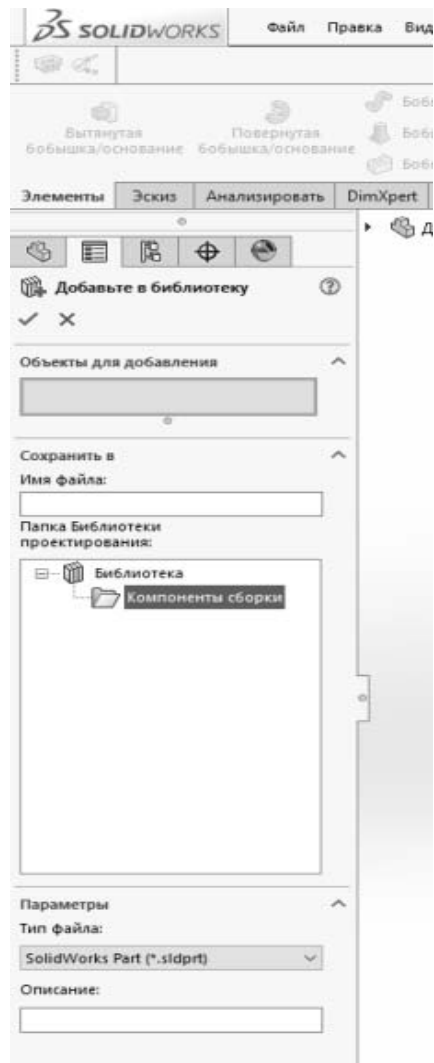 SOLIDWORKS Файл Правка Вид
Вытянутая бобышка/основание
Повернутая бобышка/основание
Элементы Эскиз Анализировать DimXpert
Добавьте в библиотеку
Объекты для добавления
Сохранить в
Имя файла:
Папка Библиотеки
проектирования:
Библиотека
Компоненты сборки
Параметры
Тип файла:
SolidWorks Part (*.sldprt)
Описание: